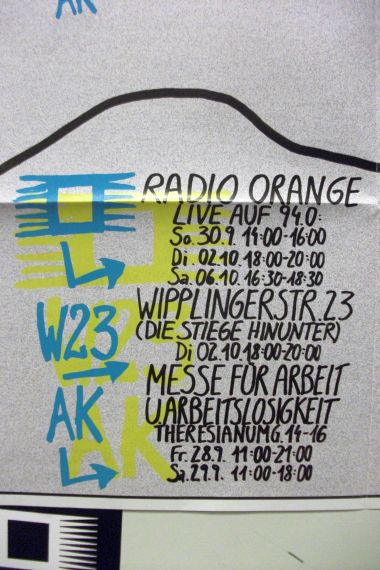 AK
RADIO ORANGE
LIVE AUF 94.0:
So. 30.9. 14:00-16:00
Di. 02.10. 18:00-20:00
Sa. 06.10. 16:30-18:30
W23
WIPPLINGERSTR. 23
(DIE STIEGE HINUNTER)
Di 02.10. 18:00-20:00
AK
MESSE FÜR ARBEIT
U ARBEITSLOSIGKEIT
THERESIANUMG. 14-16
Fr. 28.9. 11:00-21:00
Sa. 29.9. 11:00-18:00